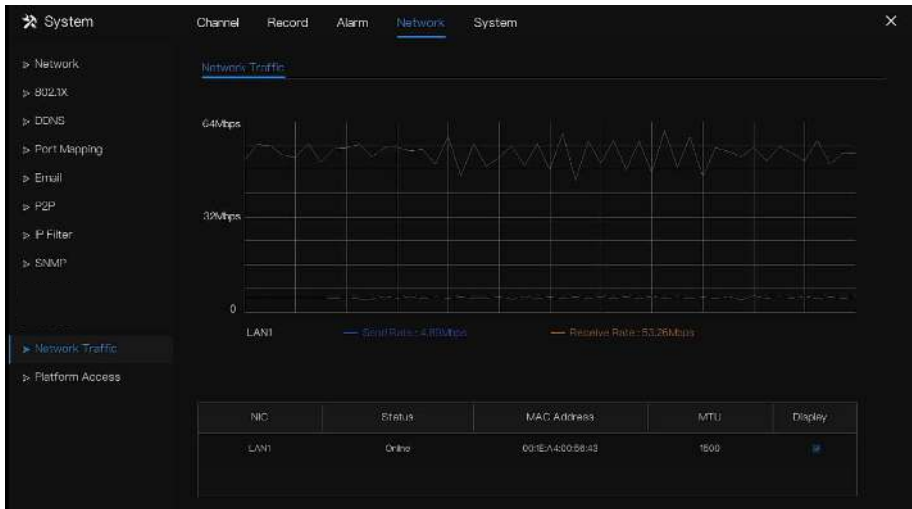 System
Channel Record Alarm Network System
Network
Network Traffic
802.1X
DDNS
64Mbps
Port Mapping
Email
P2P
32Mbps
IP Filter
SNMP
0
LAN1 Send Rate : 4.89Mbps Receive Rate : 53.26Mbps
Network Traffic
Platform Access
NIC Status MAC Address MTU Display
LAN1 Online 00:1E:A4:00:56:43 1500